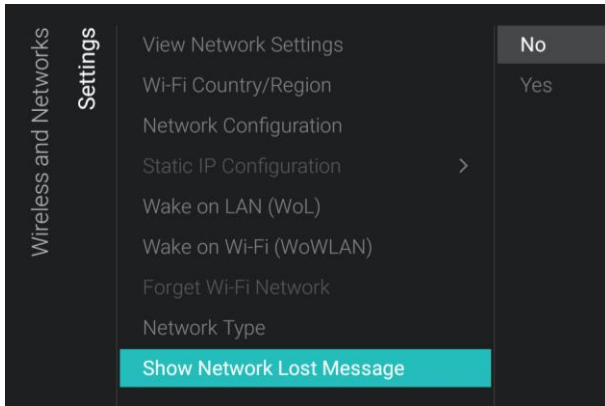 Wireless and Networks
Settings
View Network Settings
Wi-Fi Country/Region
Network Configuration
Static IP Configuration >
Wake on LAN (WoL)
Wake on Wi-Fi (WoWLAN)
Forget Wi-Fi Network
Network Type
Show Network Lost Message
No
Yes